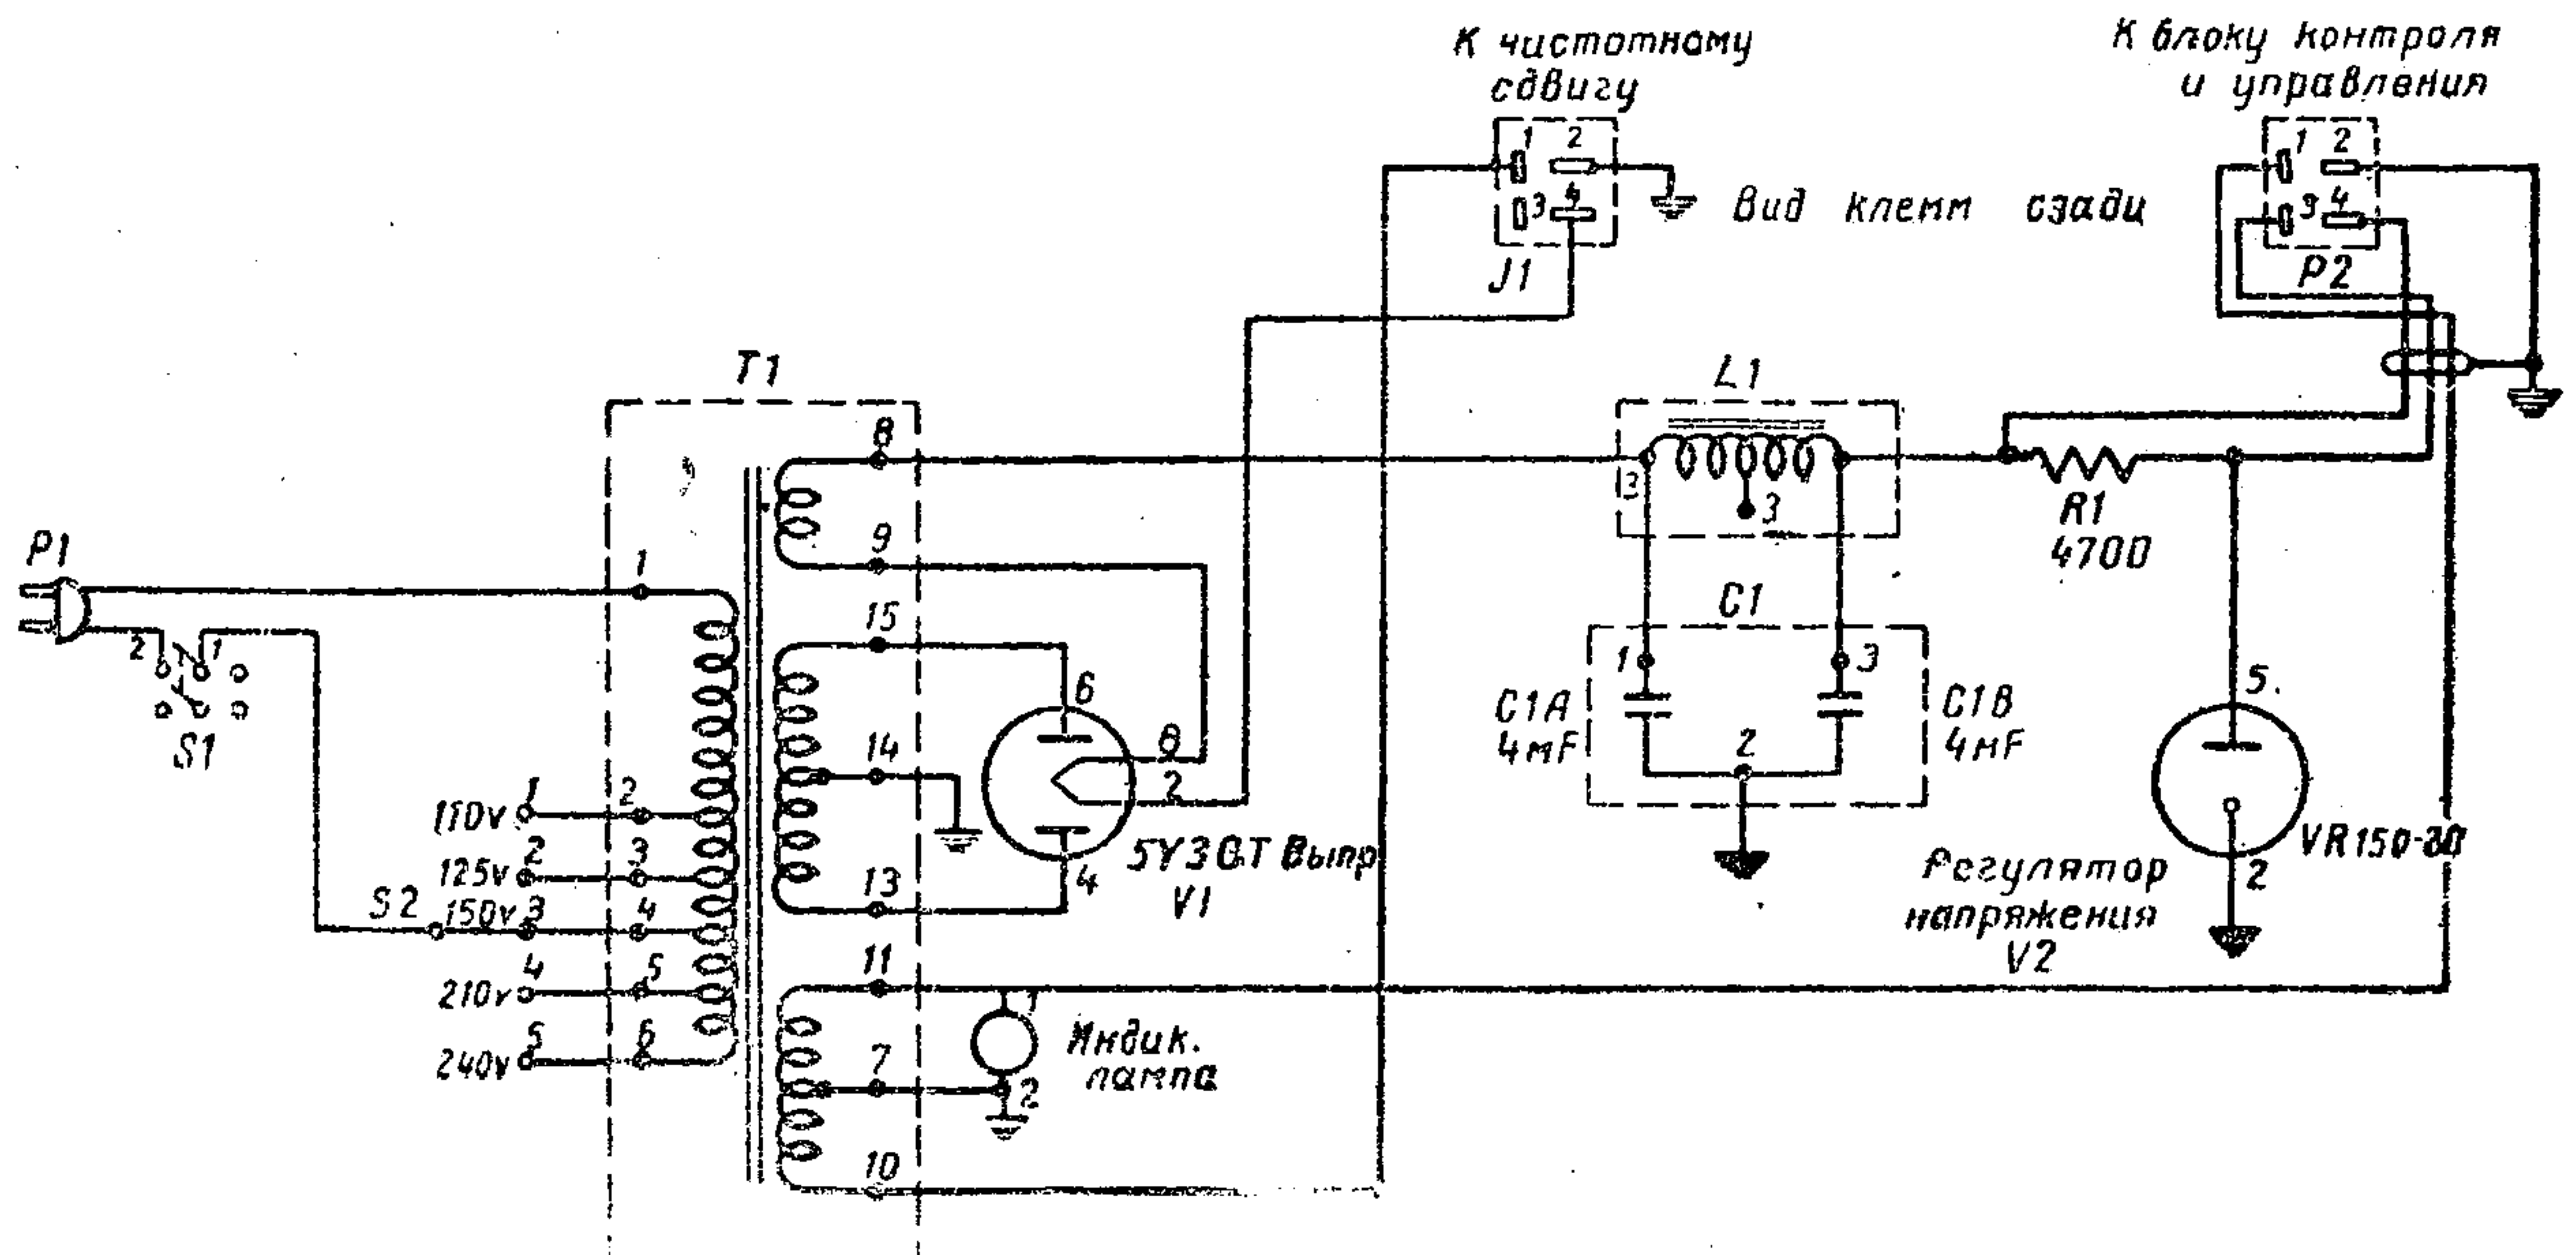 К чистотному
сдвигу
1 2
3 4
J1
Вид клемм сзади
К блоку контроля
и управления
1 2
3 4
P2
T1
P1
2 1
S1
1
110v 1 2
125v 2 3
S2 150v 3 4
210v 4 5
240v 5 6
8
9
15
14
13
11
7
10
6
8
2
4
5Y3GT Выпр
V1
1
Индик.
лампа
2
L1
3
3
C1
1
3
C1A
4мF
2
C1B
4мF
R1
4700
5.
VR150-30
2
Регулятор
напряжения
V2